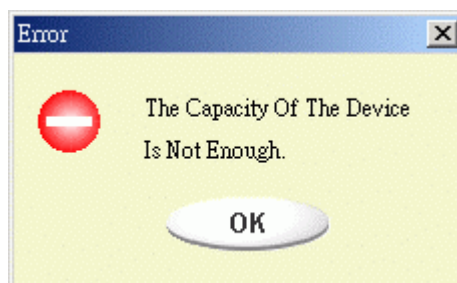 Error
The Capacity Of The Device
Is Not Enough.
OK